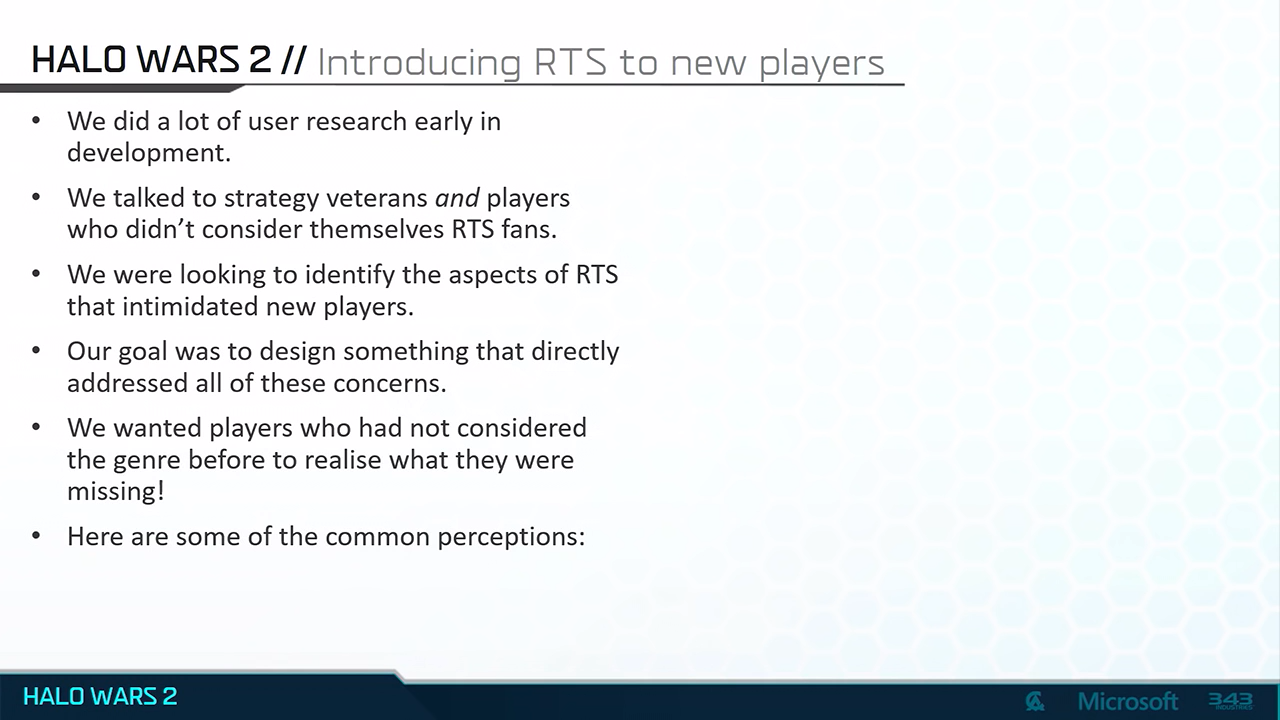 HALO WARS 2 // Introducing RTS to new players
• We did a lot of user research early in
development.
• We talked to strategy veterans and players
who didn’t consider themselves RTS fans.
• We were looking to identify the aspects of RTS
that intimidated new players.
• Our goal was to design something that directly
addressed all of these concerns.
• We wanted players who had not considered
the genre before to realise what they were
missing!
• Here are some of the common perceptions:
HALO WARS 2
Microsoft
343
INDUSTRIES